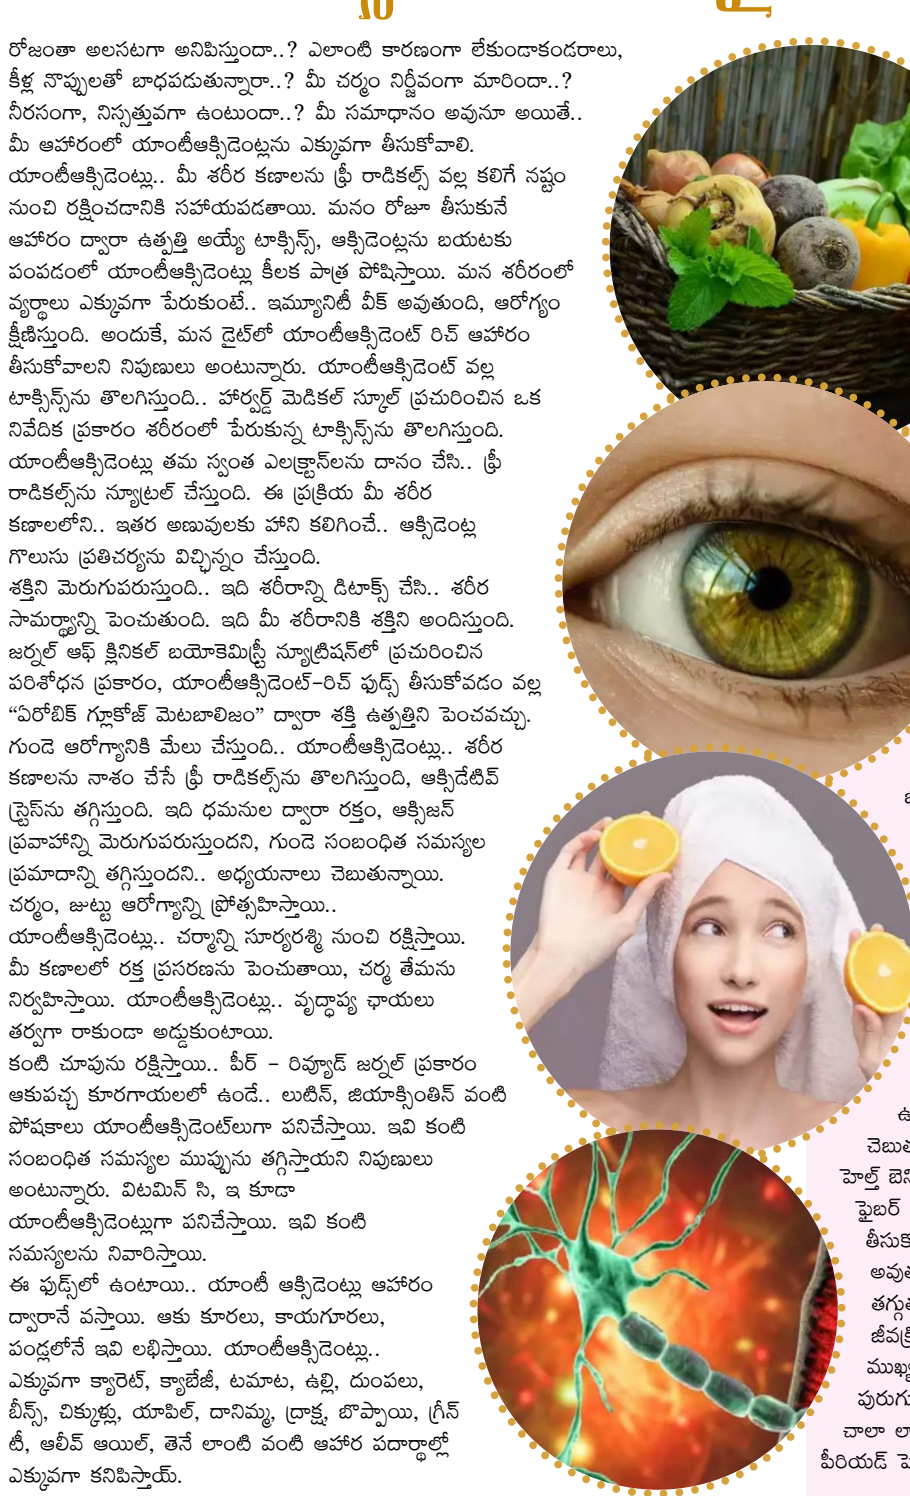 రోజంతా అలసటగా అనిపిస్తుందా..? ఎలాంటి కారణంగా లేకుండాకండరాలు,
కీళ్ల నొప్పులతో బాధపడుతున్నారా..? మీ చర్మం నిర్జీవంగా మారిందా..?
నీరసంగా, నిస్సత్తువగా ఉంటుందా..? మీ సమాధానం అవునూ అయితే..
మీ ఆహారంలో యాంటీఆక్సిడెంట్లను ఎక్కువగా తీసుకోవాలి.
యాంటీఆక్సిడెంట్లు.. మీ శరీర కణాలను ఫ్రీ రాడికల్స్ వల్ల కలిగే నష్టం
నుంచి రక్షించడానికి సహాయపడతాయి. మనం రోజూ తీసుకునే
ఆహారం ద్వారా ఉత్పత్తి అయ్యే టాక్సిన్స్, ఆక్సిడెంట్లను బయటకు
పంపడంలో యాంటీఆక్సిడెంట్లు కీలక పాత్ర పోషిస్తాయి. మన శరీరంలో
వ్యర్థాలు ఎక్కువగా పేరుకుంటే.. ఇమ్యూనిటీ వీక్ అవుతుంది, ఆరోగ్యం
క్షీణిస్తుంది. అందుకే, మన డైట్‌లో యాంటీఆక్సిడెంట్ రిచ్ ఆహారం
తీసుకోవాలని నిపుణులు అంటున్నారు. యాంటీఆక్సిడెంట్ వల్ల
టాక్సిన్స్‌ను తొలగిస్తుంది.. హార్వర్డ్ మెడికల్ స్కూల్ ప్రచురించిన ఒక
నివేదిక ప్రకారం శరీరంలో పేరుకున్న టాక్సిన్స్‌ను తొలగిస్తుంది.
యాంటీఆక్సిడెంట్లు తమ స్వంత ఎలక్ట్రాన్‌లను దానం చేసి.. ఫ్రీ
రాడికల్స్‌ను న్యూట్రల్ చేస్తుంది. ఈ ప్రక్రియ మీ శరీర
కణాలలోని.. ఇతర అణువులకు హాని కలిగించే.. ఆక్సిడెంట్ల
గొలుసు ప్రతిచర్యను విచ్ఛిన్నం చేస్తుంది.
శక్తిని మెరుగుపరుస్తుంది.. ఇది శరీరాన్ని డిటాక్స్ చేసి.. శరీర
సామర్థ్యాన్ని పెంచుతుంది. ఇది మీ శరీరానికి శక్తిని అందిస్తుంది.
జర్నల్ ఆఫ్ క్లినికల్ బయోకెమిస్ట్రీ న్యూట్రిషన్‌లో ప్రచురించిన
పరిశోధన ప్రకారం, యాంటీఆక్సిడెంట్-రిచ్ ఫుడ్స్ తీసుకోవడం వల్ల
“ఏరోబిక్ గ్లూకోజ్ మెటబాలిజం” ద్వారా శక్తి ఉత్పత్తిని పెంచవచ్చు.
గుండె ఆరోగ్యానికి మేలు చేస్తుంది.. యాంటీఆక్సిడెంట్లు.. శరీర
కణాలను నాశం చేసే ఫ్రీ రాడికల్స్‌ను తొలగిస్తుంది, ఆక్సిడేటివ్
స్ట్రెస్‌ను తగ్గిస్తుంది. ఇది ధమనుల ద్వారా రక్తం, ఆక్సిజన్
ప్రవాహాన్ని మెరుగుపరుస్తుందని, గుండె సంబంధిత సమస్యల
ప్రమాదాన్ని తగ్గిస్తుందని.. అధ్యయనాలు చెబుతున్నాయి.
చర్మం, జుట్టు ఆరోగ్యాన్ని ప్రోత్సహిస్తాయి..
యాంటీఆక్సిడెంట్లు.. చర్మాన్ని సూర్యరశ్మి నుంచి రక్షిస్తాయి.
మీ కణాలలో రక్త ప్రసరణను పెంచుతాయి, చర్మ తేమను
నిర్వహిస్తాయి. యాంటీఆక్సిడెంట్లు.. వృద్ధాప్య ఛాయలు
తర్వగా రాకుండా అడ్డుకుంటాయి.
కంటి చూపును రక్షిస్తాయి.. పీర్ - రివ్యూడ్ జర్నల్ ప్రకారం
ఆకుపచ్చ కూరగాయలలో ఉండే.. లుటిన్, జియాక్సింతిన్ వంటి
పోషకాలు యాంటీఆక్సిడెంట్‌లుగా పనిచేస్తాయి. ఇవి కంటి
సంబంధిత సమస్యల ముప్పును తగ్గిస్తాయని నిపుణులు
అంటున్నారు. విటమిన్ సి, ఇ కూడా
యాంటీఆక్సిడెంట్లుగా పనిచేస్తాయి. ఇవి కంటి
సమస్యలను నివారిస్తాయి.
ఈ ఫుడ్స్‌లో ఉంటాయి.. యాంటీ ఆక్సిడెంట్లు ఆహారం
ద్వారానే వస్తాయి. ఆకు కూరలు, కాయగూరలు,
పండ్లలోనే ఇవి లభిస్తాయి. యాంటీఆక్సిడెంట్లు..
ఎక్కువగా క్యారెట్, క్యాబేజీ, టమాట, ఉల్లి, దుంపలు,
బీన్స్, చిక్కుళ్లు, యాపిల్, దానిమ్మ, ద్రాక్ష, బొప్పాయి, గ్రీన్
టీ, ఆలీవ్ ఆయిల్, తెనే లాంటి వంటి ఆహార పదార్థాల్లో
ఎక్కువగా కనిపిస్తాయ్.
హెల్త్
ఫైబర్
చాలా
పీరియడ్